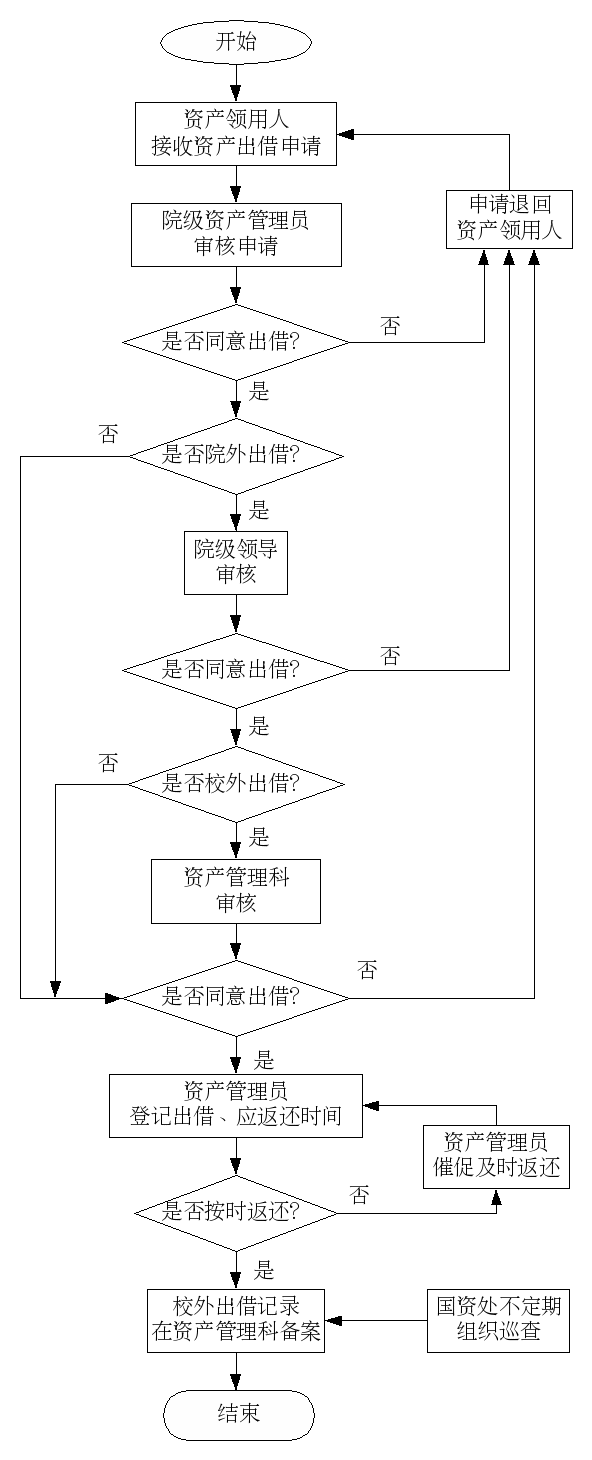 开始
资产领用人
接收资产出借申请
申请退回
资产领用人
院级资产管理员
审核申请
是否同意出借?
否
是
否
是否院外出借?
是
院级领导
审核
是否同意出借?
否
是
否
是否校外出借?
是
资产管理科
审核
否
是否同意出借?
是
资产管理员
登记出借、应返还时间
资产管理员
催促及时返还
否
是否按时返还?
是
校外出借记录
在资产管理科备案
国资处不定期
组织巡查
结束